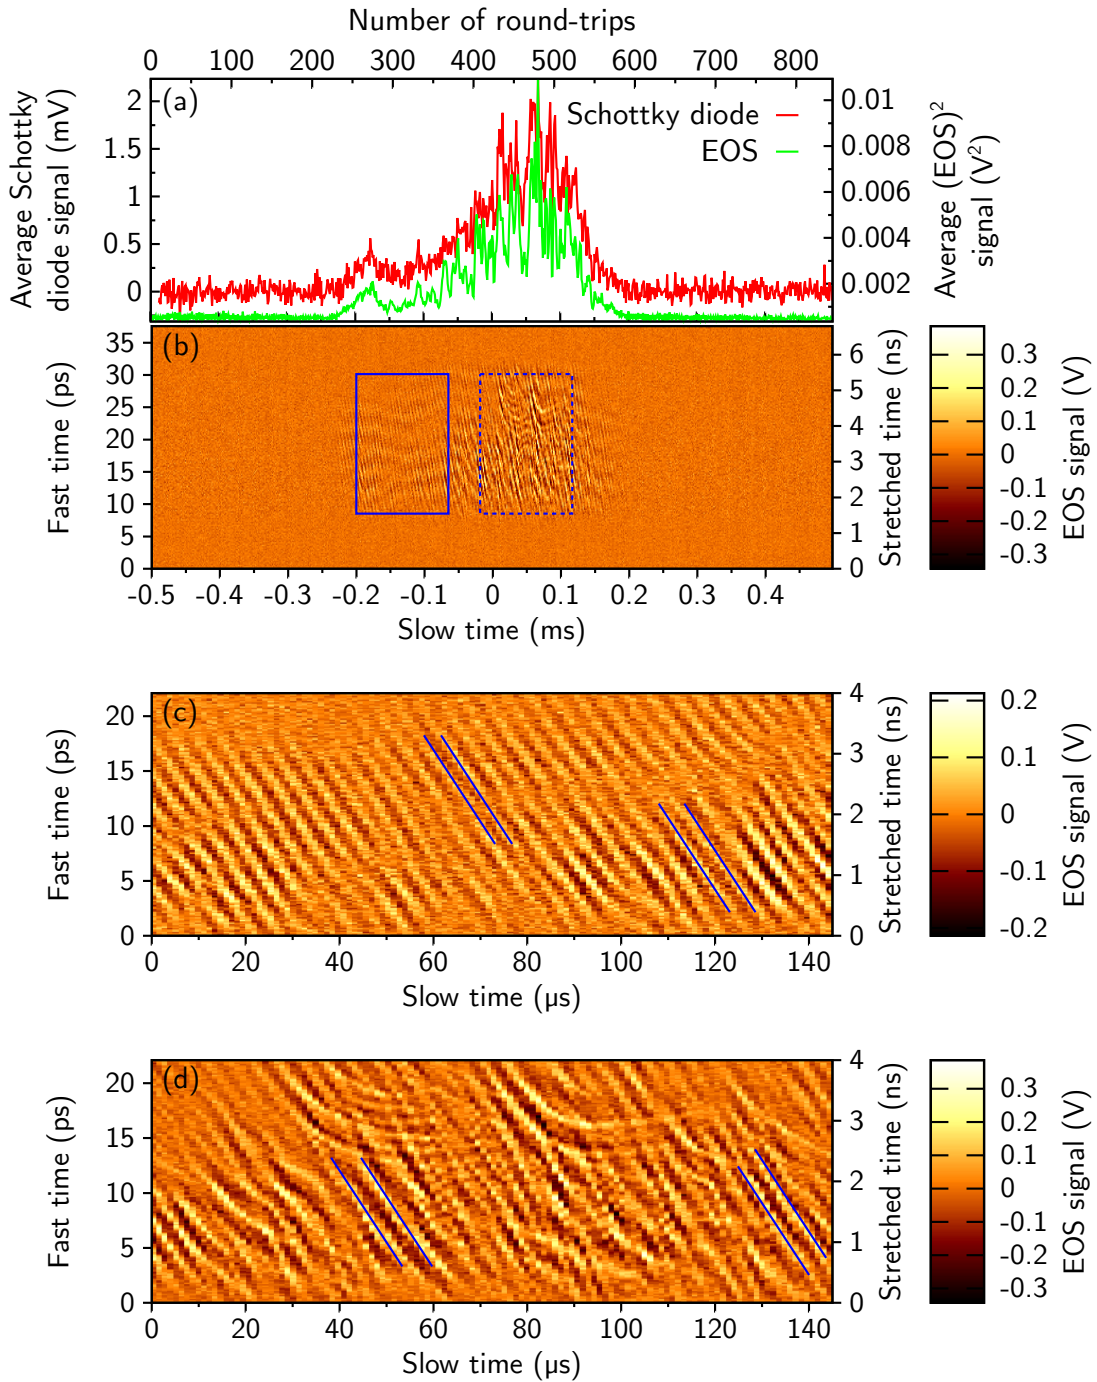 Number of round-trips
0 100 200 300 400 500 600 700 800
(a)
Average Schottky
diode signal (mV)
2
1.5
1
0.5
0
Schottky diode
EOS
0.01
0.008
0.006
0.004
0.002
Average (EOS)²
signal (V²)
(b)
Fast time (ps)
35
30
25
20
15
10
5
0
6
5
4
3
2
1
0
Stretched time (ns)
0.3
0.2
0.1
0
-0.1
-0.2
-0.3
EOS signal (V)
-0.5 -0.4 -0.3 -0.2 -0.1 0 0.1 0.2 0.3 0.4
Slow time (ms)
(c)
Fast time (ps)
20
15
10
5
0
4
3
2
1
0
Stretched time (ns)
0.2
0.1
0
-0.1
-0.2
EOS signal (V)
0 20 40 60 80 100 120 140
Slow time (µs)
(d)
Fast time (ps)
20
15
10
5
0
4
3
2
1
0
Stretched time (ns)
0.3
0.2
0.1
0
-0.1
-0.2
-0.3
EOS signal (V)
0 20 40 60 80 100 120 140
Slow time (µs)